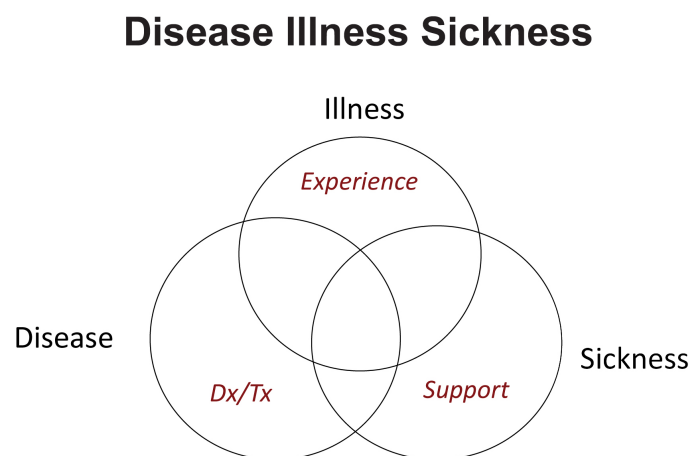 Disease Illness Sickness
Illness
Experience
Disease
Sickness
Dx/Tx
Support